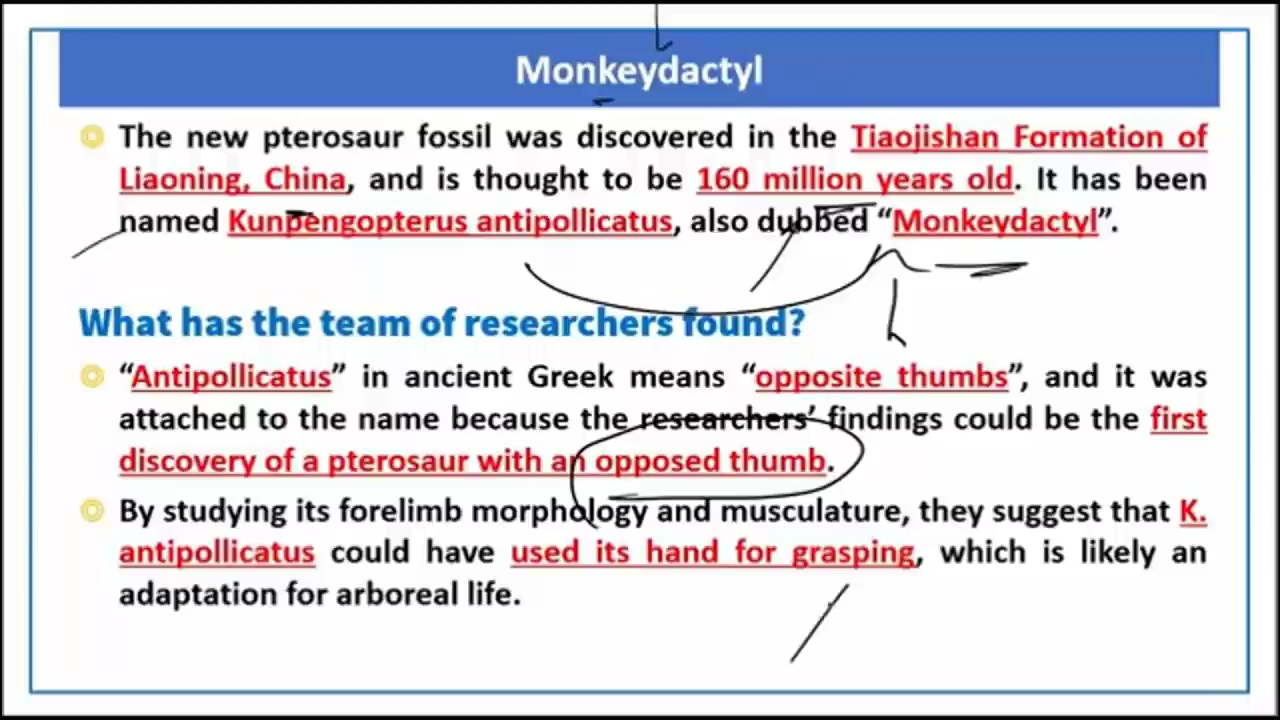 Monkeydactyl
The new pterosaur fossil was discovered in the Tiaojishan Formation of
Liaoning, China, and is thought to be 160 million years old. It has been
named Kunpengopterus antipollicatus, also dubbed “Monkeydactyl”.
What has the team of researchers found?
“Antipollicatus” in ancient Greek means “opposite thumbs”, and it was
attached to the name because the researchers’ findings could be the first
discovery of a pterosaur with an opposed thumb.
By studying its forelimb morphology and musculature, they suggest that K.
antipollicatus could have used its hand for grasping, which is likely an
adaptation for arboreal life.